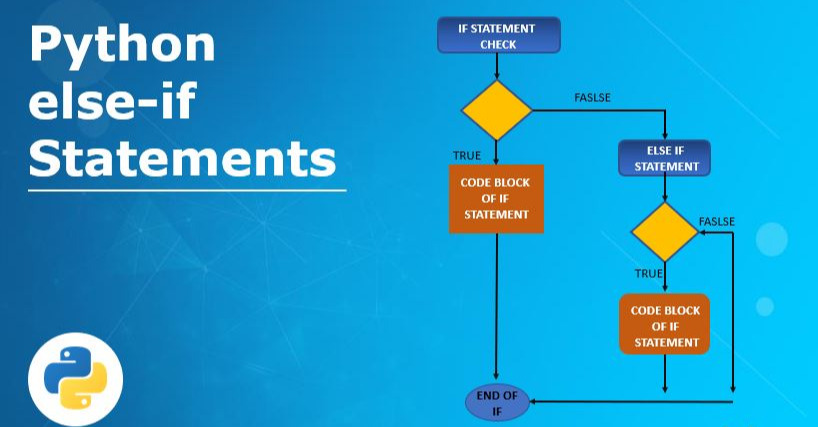 Python
else-if
Statements
IF STATEMENT
CHECK
FASLSE
TRUE
CODE BLOCK
OF IF
STATEMENT
ELSE IF
STATEMENT
FASLSE
TRUE
CODE BLOCK
OF IF
STATEMENT
END OF
IF